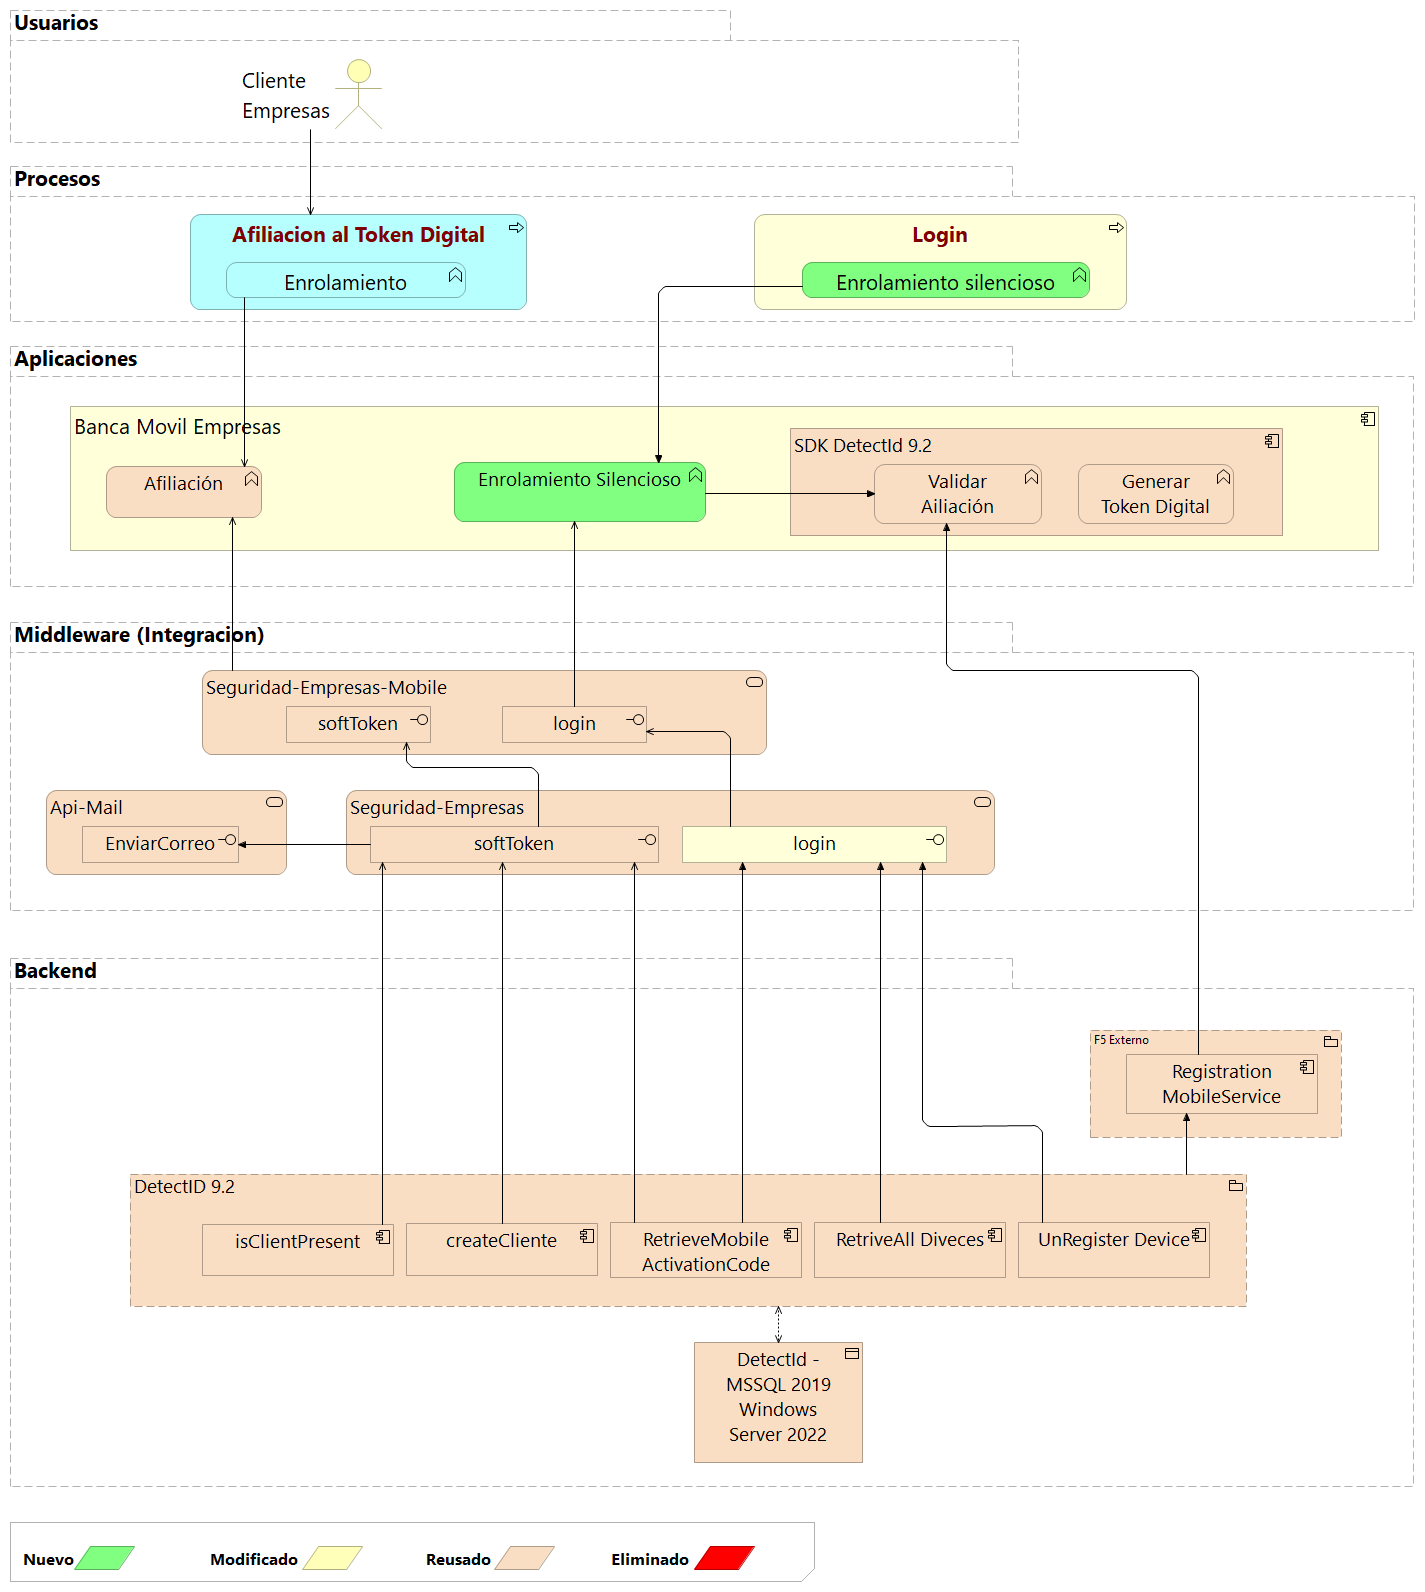 Usuarios
Cliente
Empresas
Procesos
Afiliacion al Token Digital
Enrolamiento
Login
Enrolamiento silencioso
Aplicaciones
Banca Movil Empresas
Afiliación
Enrolamiento Silencioso
SDK DetectId 9.2
Validar
Ailiación
Generar
Token Digital
Middleware (Integracion)
Seguridad-Empresas-Mobile
softToken
login
Api-Mail
EnviarCorreo
Seguridad-Empresas
softToken
login
Backend
F5 Externo
Registration
MobileService
DetectID 9.2
isClientPresent
createCliente
RetrieveMobile
ActivationCode
RetriveAll Diveces
UnRegister Device
DetectId -
MSSQL 2019
Windows
Server 2022
Nuevo
Modificado
Reusado
Eliminado